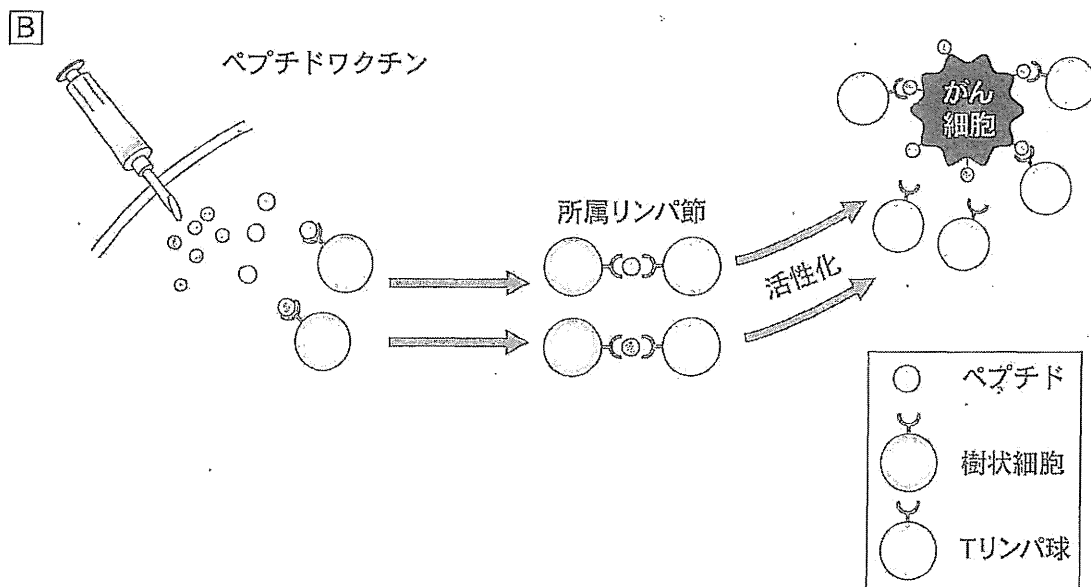 B
ペプチドワクチン
がん
細胞
所属リンパ節
活性化
ペプチド
樹状細胞
Tリンパ球